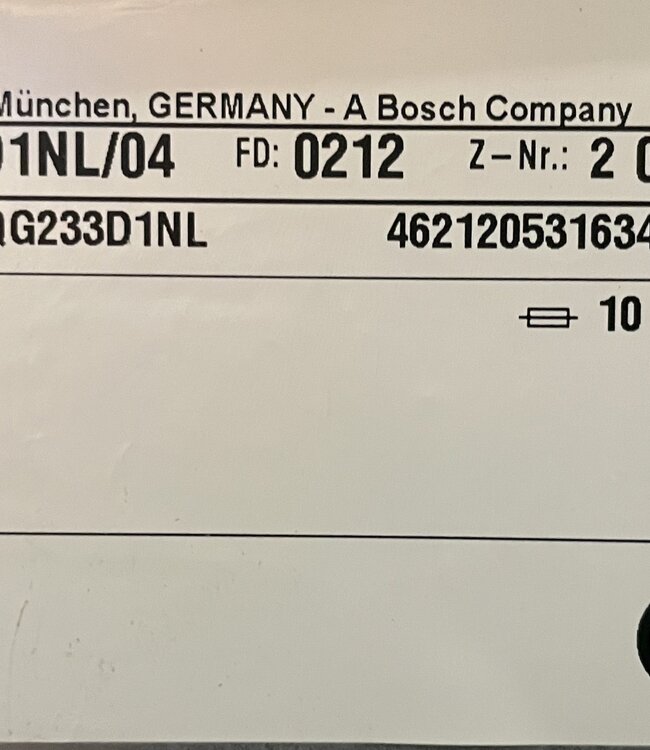 München, GERMANY - A Bosch Company
1NL/04 FD: 0212 Z-Nr.: 2
G233D1NL 462120531634
10